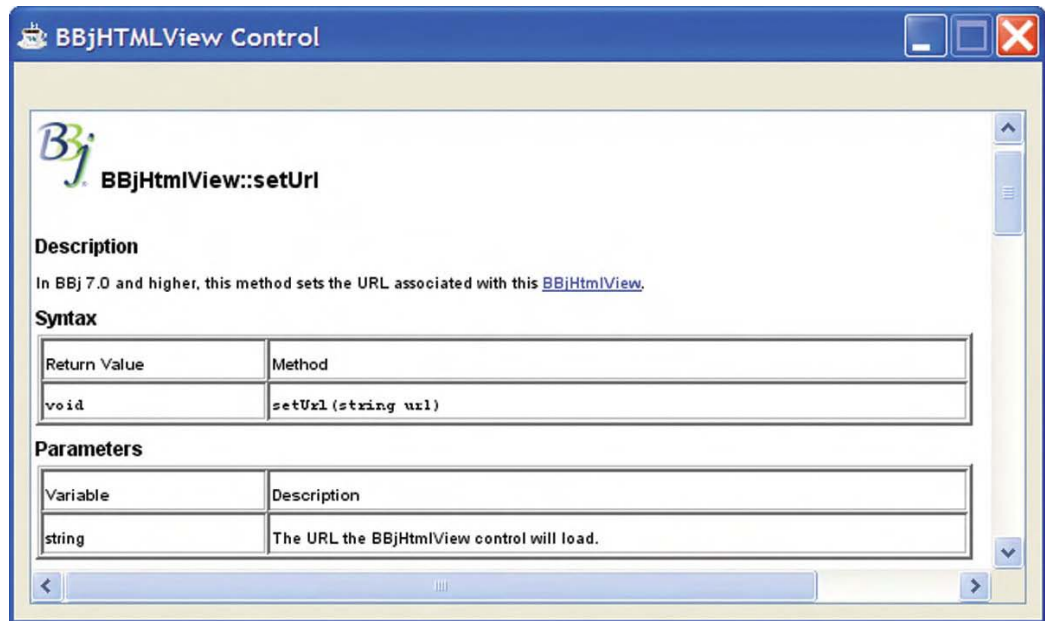 BBjHTMLView Control
BBj
BBjHtmlView::setUrl
Description
In BBj 7.0 and higher, this method sets the URL associated with this BBjHtmlView.
Syntax
Return Value Method
void setUrl(string url)
Parameters
Variable Description
string The URL the BBjHtmlView control will load.